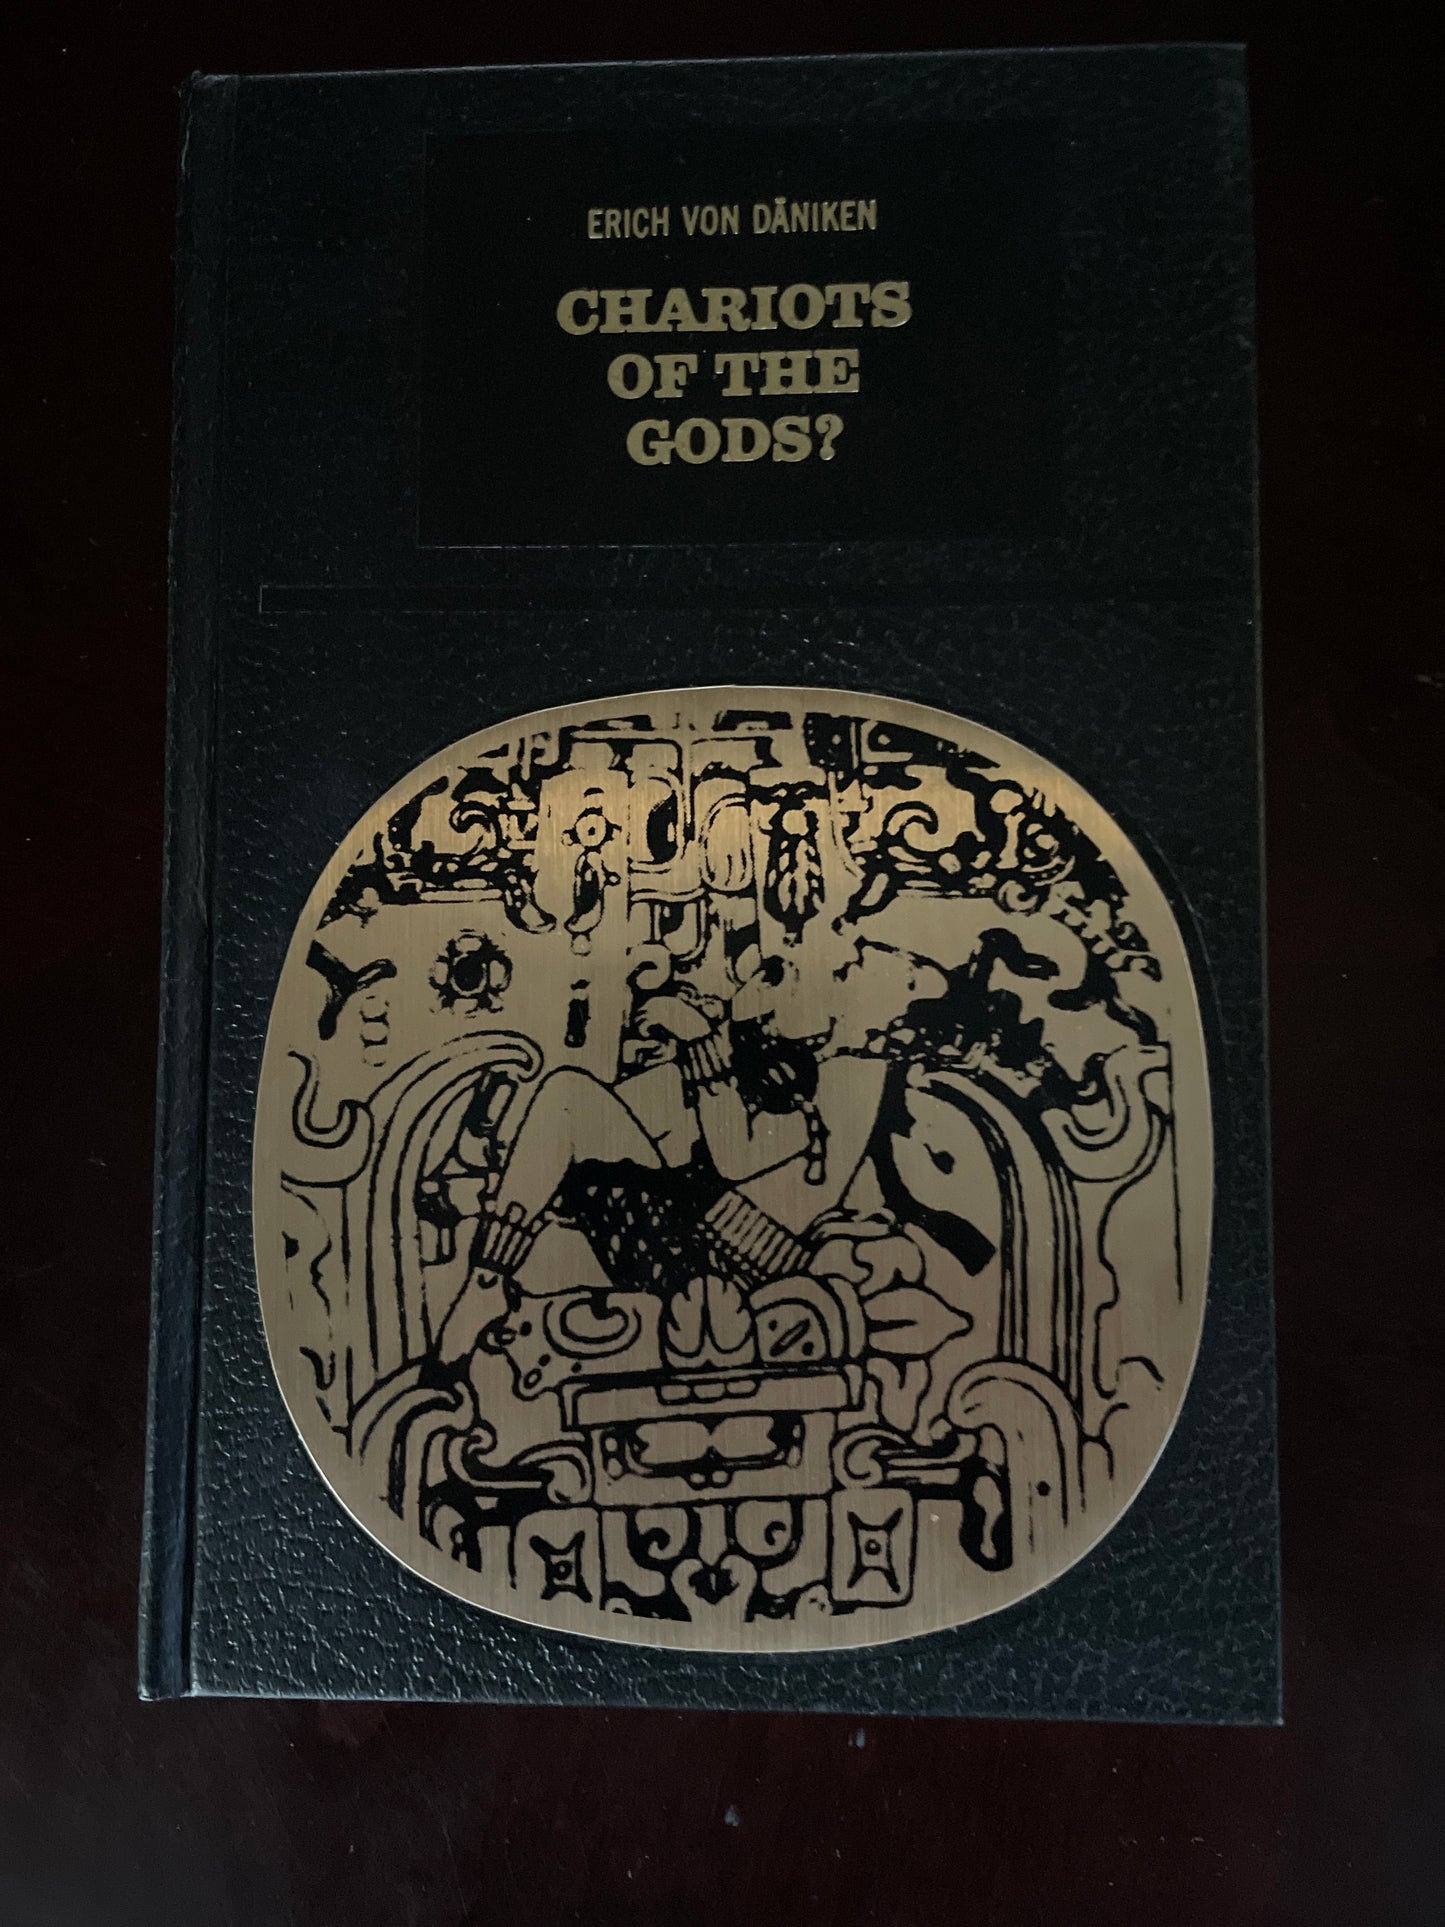 ERICH VON DÄNIKEN
CHARIOTS
OF THE
GODS?